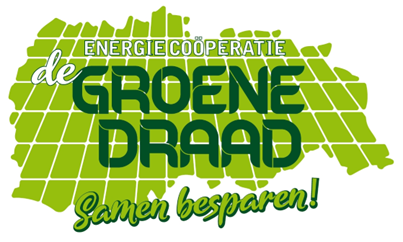 ENERGIECOÖPERATIE
de GROENE
DRAAD
Samen besparen!